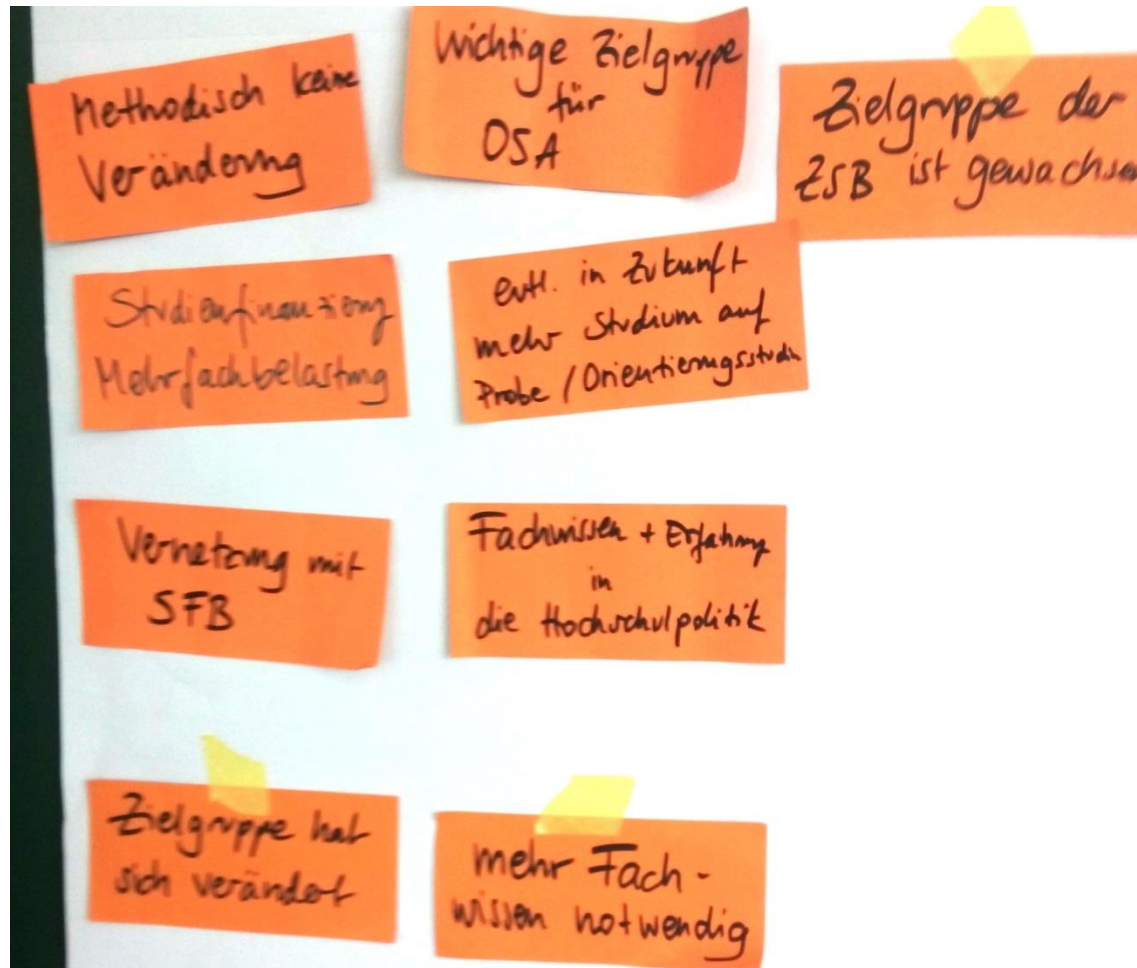 Methodisch keine
Veränderung
Wichtige Zielgruppe
für
OSA
Zielgruppe der
ZSB ist gewachsen
Studienfinanzierung
Mehrfachbelastung
evtl. in Zukunft
mehr Studium auf
Probe / Orientierungsstudium
Vernetzung mit
SFB
Fachwissen + Erfahrung
in
die Hochschulpolitik
Zielgruppe hat
sich verändert
mehr Fach-
wissen notwendig